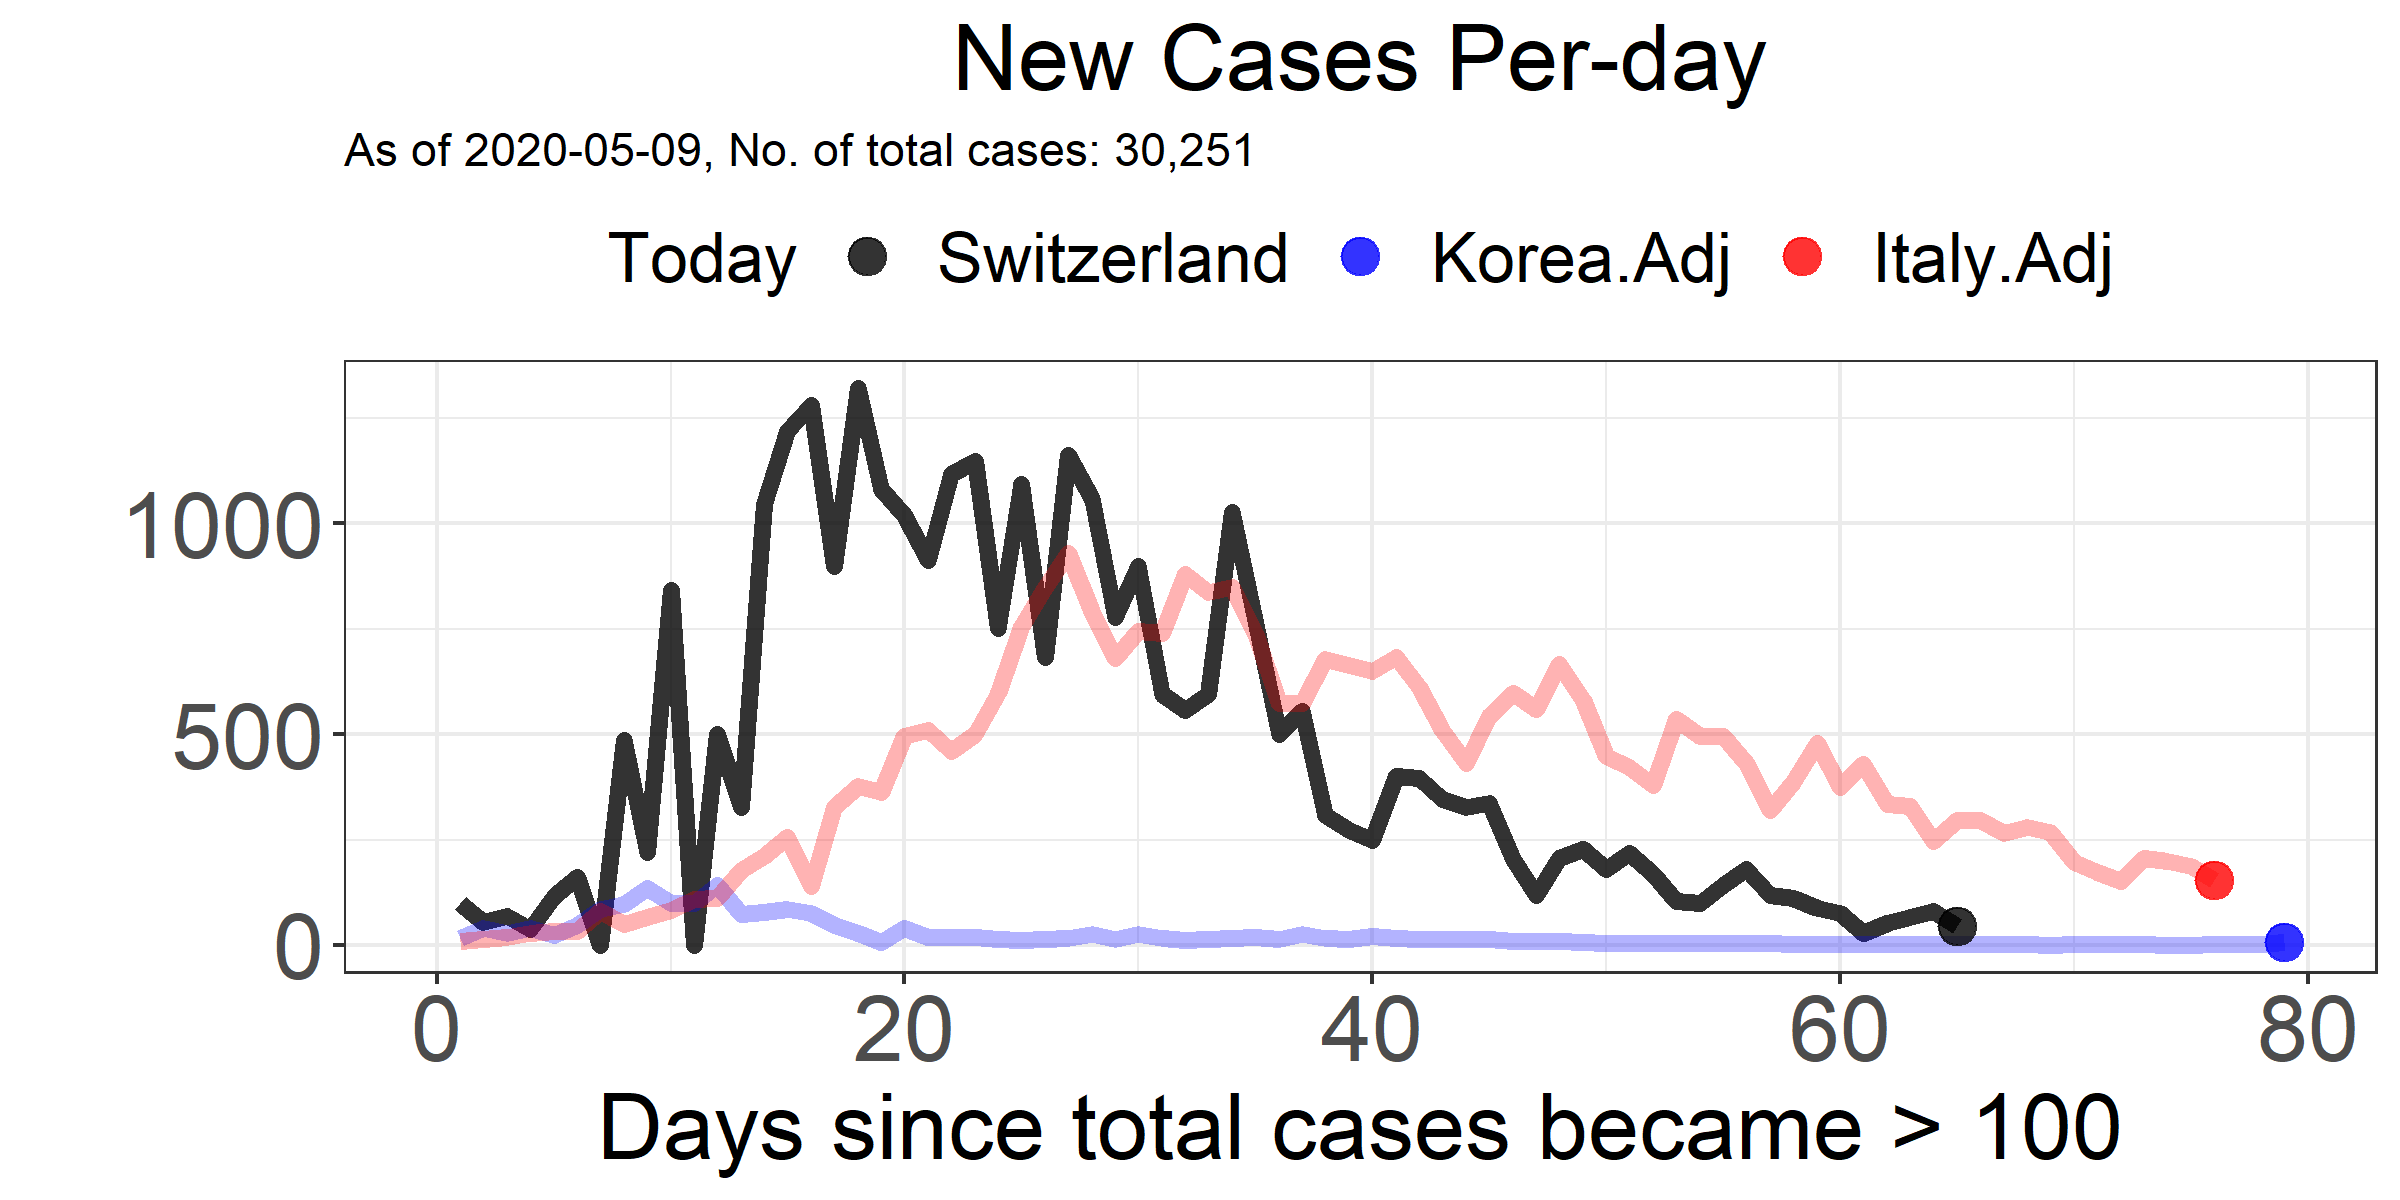 New Cases Per-day
As of 2020-05-09, No. of total cases: 30,251
Today Switzerland Korea.Adj Italy.Adj
1000
500
0
0 20 40 60 80
Days since total cases became > 100